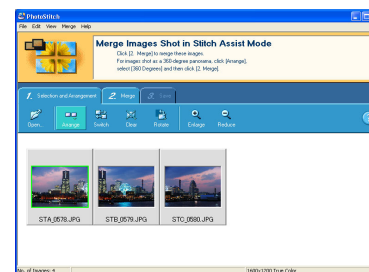 PhotoStitch
File Edit View Merge Help
Merge Images Shot in Stitch Assist Mode
Click [2. Merge] to merge these images.
For images shot as a 360-degree panorama, click [Arrange],
select [360 Degrees] and then click [2. Merge].
1. Selection and Arrangement 2. Merge 3. Save
Open... Arrange Switch Clear Rotate Enlarge Reduce
STA_0578.JPG STB_0579.JPG STC_0580.JPG
No. of Images: 4 1600x1200 True Color